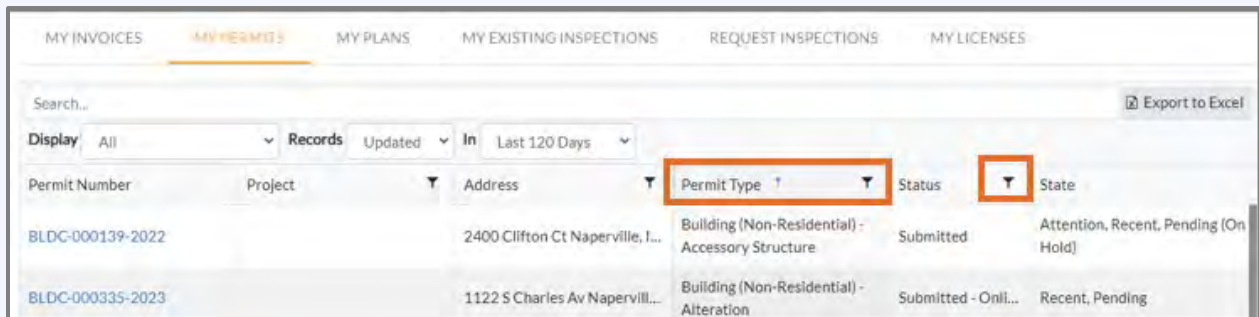 MY INVOICES MY PERMITS MY PLANS MY EXISTING INSPECTIONS REQUEST INSPECTIONS MY LICENSES
Search... Export to Excel
Display All Records Updated In Last 120 Days
Permit Number Project Address Permit Type ↑ Status State
BLDC-000139-2022 2400 Clifton Ct Naperville, I... Building (Non-Residential) - Submitted Attention, Recent, Pending (On
Accessory Structure Hold)
BLDC-000335-2023 1122 S Charles Av Napervill... Building (Non-Residential) - Submitted - Onli... Recent, Pending
Alteration